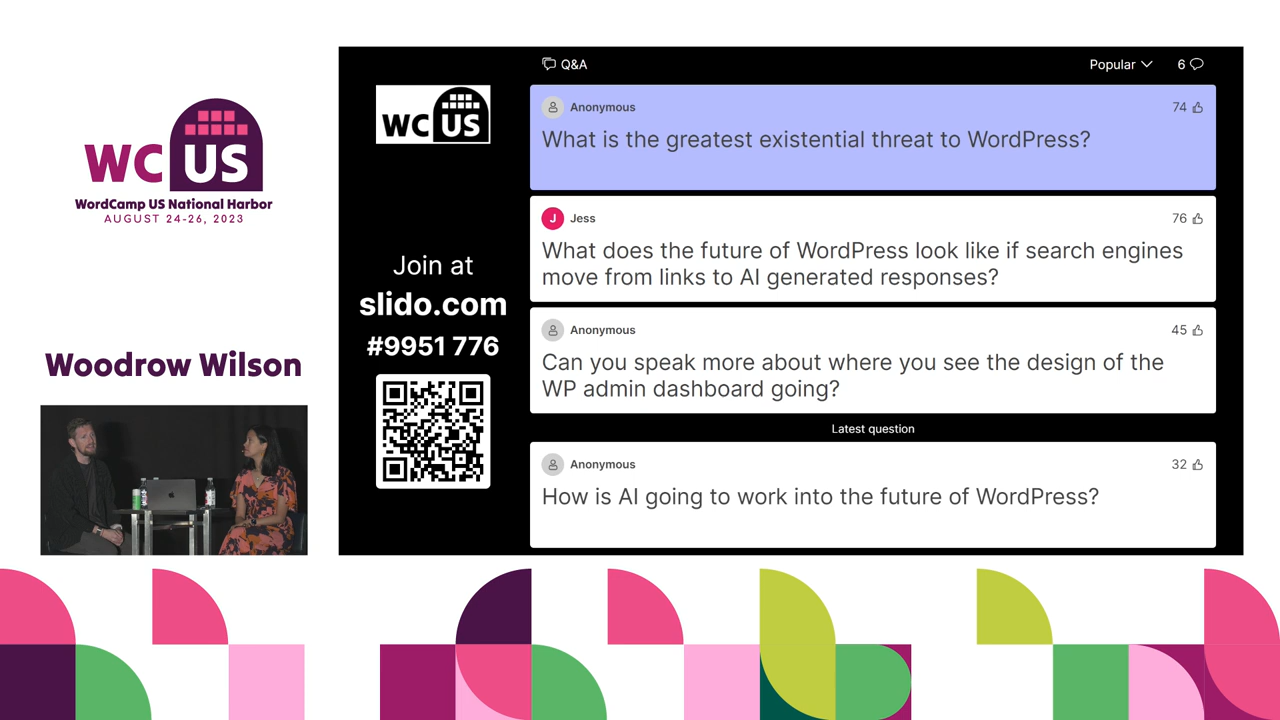 WC US
WordCamp US National Harbor
AUGUST 24-26, 2023
Woodrow Wilson
WC US
Join at
slido.com
#9951 776
Q&A
Popular
6
Anonymous
74
What is the greatest existential threat to WordPress?
J
Jess
76
What does the future of WordPress look like if search engines
move from links to AI generated responses?
Anonymous
45
Can you speak more about where you see the design of the
WP admin dashboard going?
Latest question
Anonymous
32
How is AI going to work into the future of WordPress?